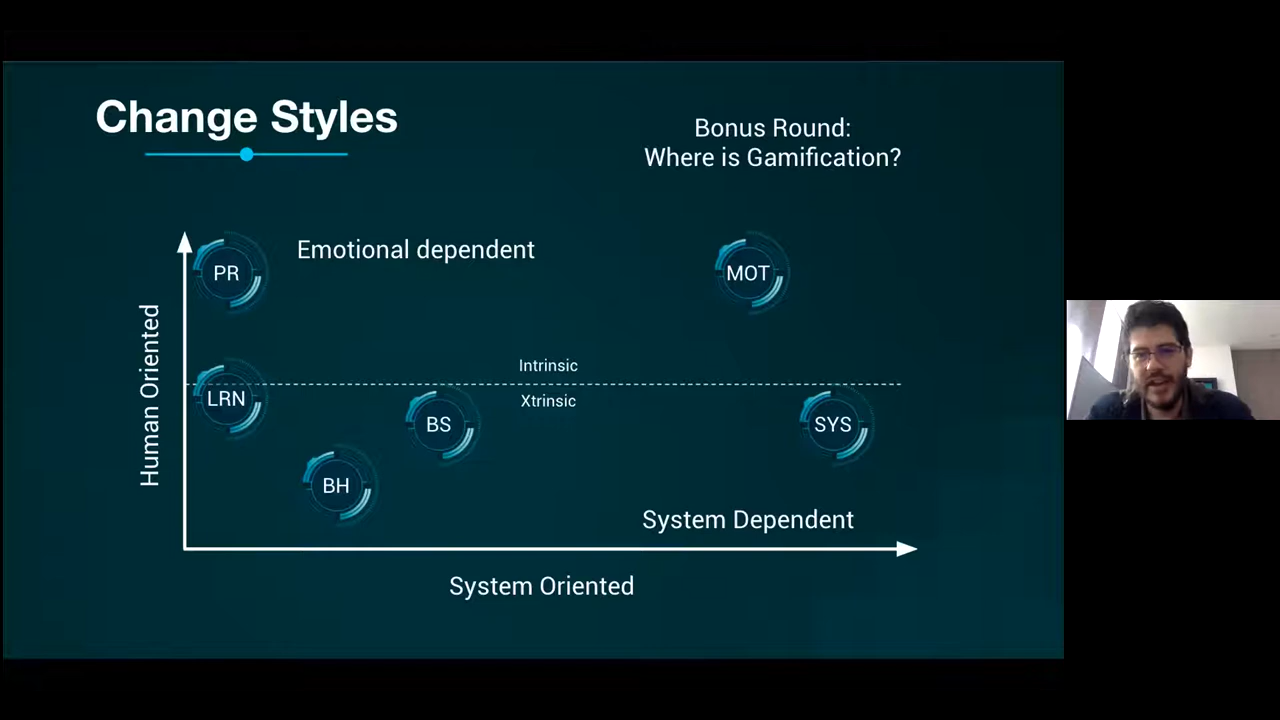 Change Styles
Bonus Round:
Where is Gamification?
PR
Emotional dependent
MOT
Human Oriented
Intrinsic
Xtrinsic
LRN
BS
SYS
BH
System Dependent
System Oriented